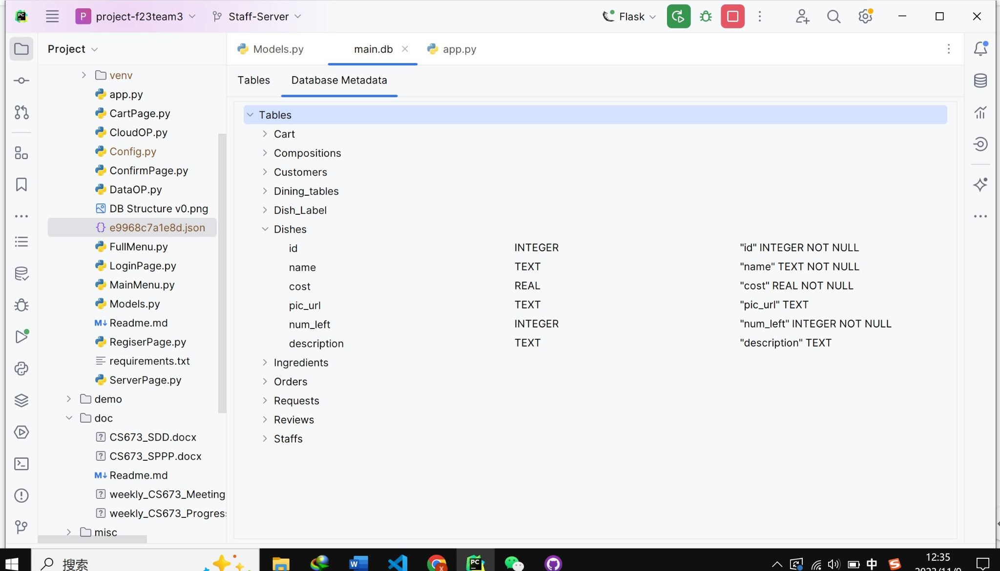 PC
P project-f23team3 Staff-Server Flask
Project
Models.py main.db app.py
Tables Database Metadata
venv
app.py
CartPage.py
CloudOP.py
Config.py
ConfirmPage.py
DataOP.py
DB Structure v0.png
{} e9968c7a1e8d.json
FullMenu.py
LoginPage.py
MainMenu.py
Models.py
M↓ Readme.md
RegiserPage.py
requirements.txt
ServerPage.py
demo
doc
? CS673_SDD.docx
? CS673_SPPP.docx
M↓ Readme.md
? weekly_CS673_Meeting
? weekly_CS673_Progres
misc
Tables
Cart
Compositions
Customers
Dining_tables
Dish_Label
Dishes
id INTEGER "id" INTEGER NOT NULL
name TEXT "name" TEXT NOT NULL
cost REAL "cost" REAL NOT NULL
pic_url TEXT "pic_url" TEXT
num_left INTEGER "num_left" INTEGER NOT NULL
description TEXT "description" TEXT
Ingredients
Orders
Requests
Reviews
Staffs
搜索
W
X
PC
中
S
12:35